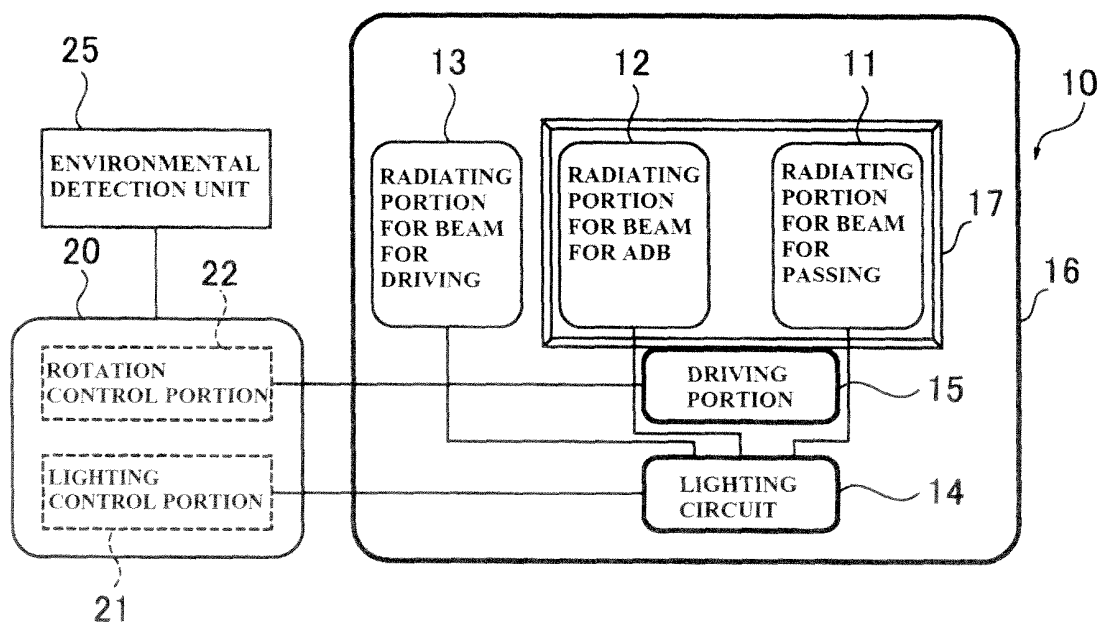 25
13
12
11
10
ENVIRONMENTAL
DETECTION UNIT
RADIATING
PORTION
FOR BEAM
FOR
DRIVING
RADIATING
PORTION
FOR BEAM
FOR ADB
RADIATING
PORTION
FOR BEAM
FOR
PASSING
17
16
20
22
ROTATION
CONTROL PORTION
DRIVING
PORTION
15
LIGHTING
CONTROL PORTION
LIGHTING
CIRCUIT
14
21